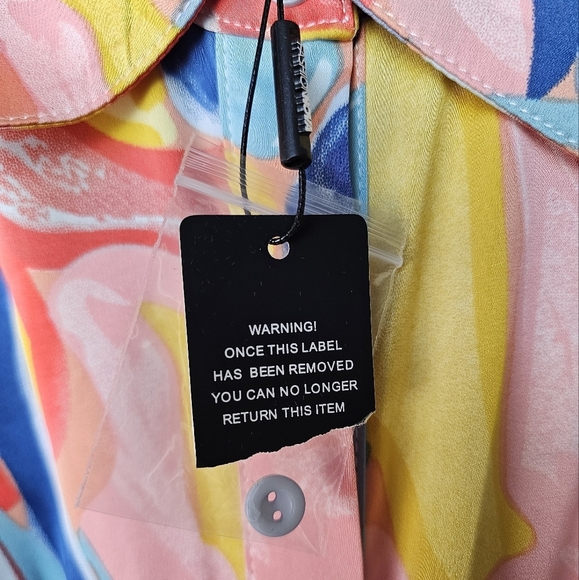 WARNING!
ONCE THIS LABEL
HAS BEEN REMOVED
YOU CAN NO LONGER
RETURN THIS ITEM